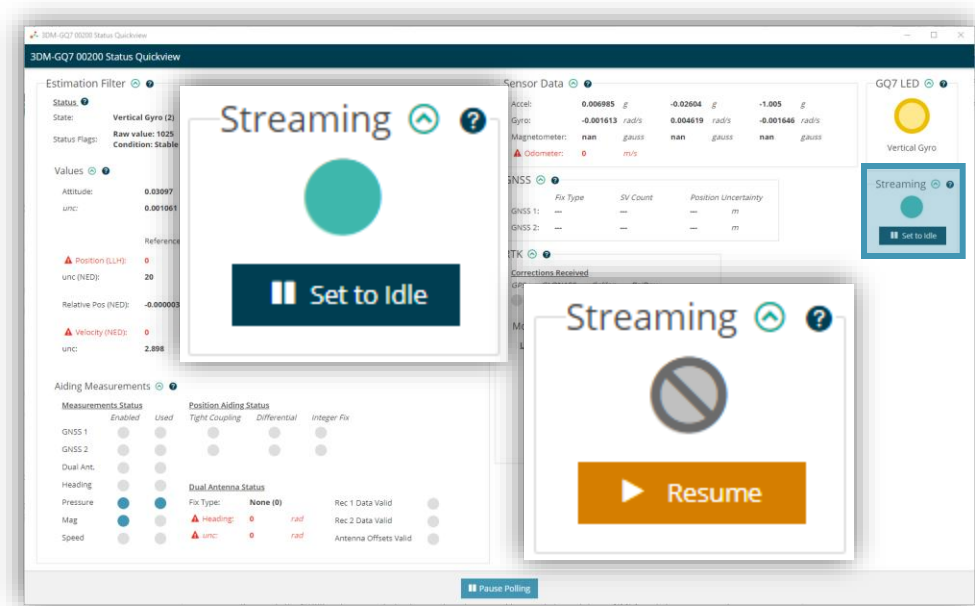 3DM-GQ7 00200 Status Quickview
3DM-GQ7 00200 Status Quickview
Estimation Filter
Status
State: Vertical Gyro (2)
Status Flags: Raw value: 1025
Condition: Stable
Values
Attitude: 0.03097
unc: 0.001061
Reference
Position (LLH): 0
unc (NED): 20
Relative Pos (NED): -0.000003
Velocity (NED): 0
unc: 2.898
Streaming
Set to Idle
Sensor Data
Accel: 0.006985 g -0.02604 g -1.005 g
Gyro: -0.001613 rad/s 0.004619 rad/s -0.001646 rad/s
Magnetometer: nan gauss nan gauss nan gauss
Odometer: 0 m/s
GNSS
Fix Type SV Count Position Uncertainty
GNSS 1: --- --- --- m
GNSS 2: --- --- --- m
RTK
Corrections Received
GQ7 LED
Vertical Gyro
Streaming
Set to Idle
Streaming
Resume
Aiding Measurements
Measurements Status
Enabled Used
GNSS 1
GNSS 2
Dual Ant.
Heading
Pressure
Mag
Speed
Position Aiding Status
Tight Coupling Differential Integer Fix
Dual Antenna Status
Fix Type: None (0)
Heading: 0 rad
unc: 0 rad
Rec 1 Data Valid
Rec 2 Data Valid
Antenna Offsets Valid
Pause Polling